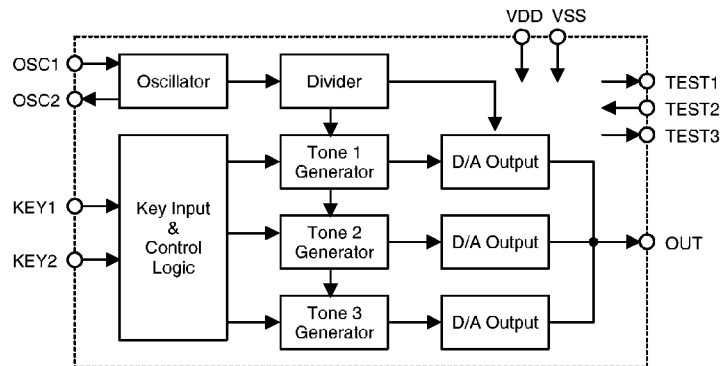 VDD VSS
OSC1
OSC2
Oscillator
Divider
TEST1
TEST2
TEST3
KEY1
KEY2
Key Input
&
Control
Logic
Tone 1
Generator
D/A Output
Tone 2
Generator
D/A Output
OUT
Tone 3
Generator
D/A Output